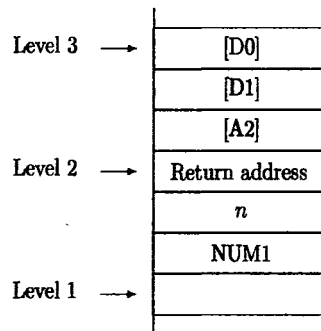 Level 3 [D0]
[D1]
[A2]
Level 2 Return address
n
NUM1
Level 1